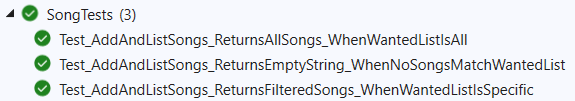 SongTests (3)
Test_AddAndListSongs_ReturnsAllSongs_WhenWantedListIsAll
Test_AddAndListSongs_ReturnsEmptyString_WhenNoSongsMatchWantedList
Test_AddAndListSongs_ReturnsFilteredSongs_WhenWantedListIsSpecific